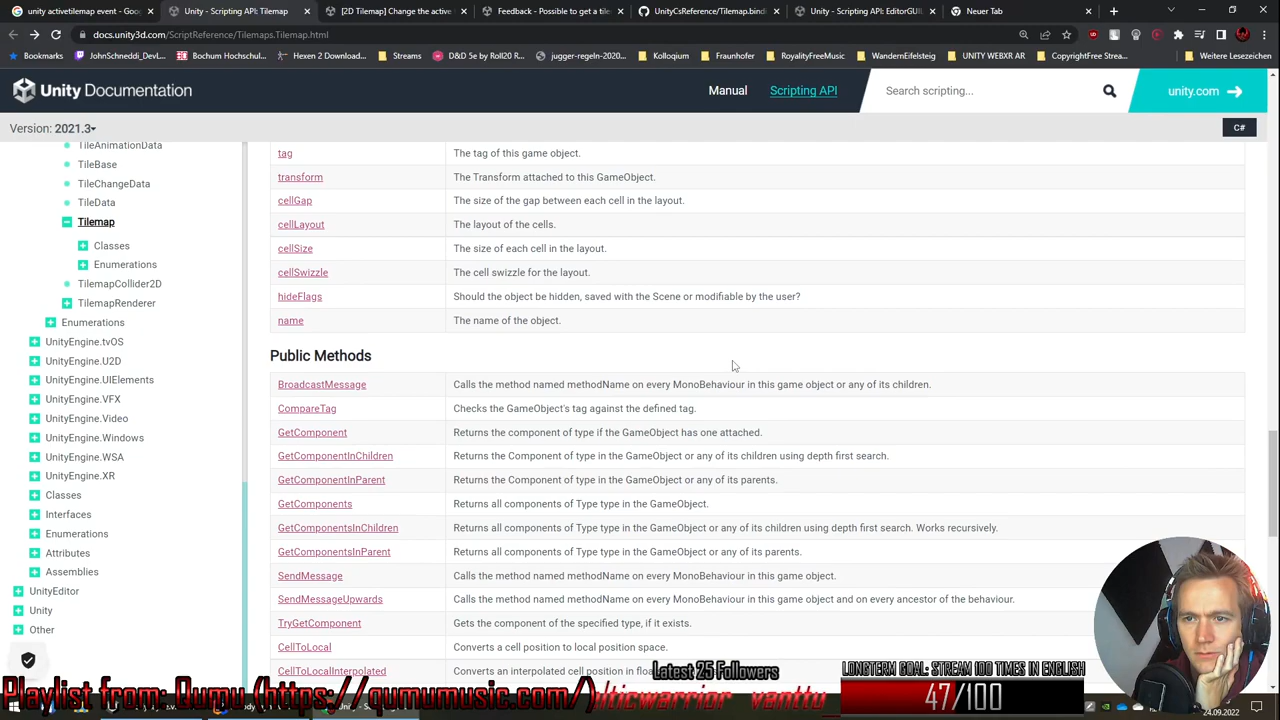 unity activetilemap event - Goog
Unity - Scripting API: Tilemap
[2D Tilemap] Change the active
Feedback - Possible to get a tile
UnityCsReference/Tilemap.bind
Unity - Scripting API: EditorGUI
Neuer Tab
docs.unity3d.com/ScriptReference/Tilemaps.Tilemap.html
Bookmarks
JohnSchneddi_Devl...
Bochum Hochschul...
Hexen 2 Download...
Streams
D&D 5e by Roll20 R...
jugger-regeln-2020...
Kolloqium
Fraunhofer
RoyalityFreeMusic
WandernEifelsteig
UNITY WEBXR AR
CopyrightFree Strea...
Weitere Lesezeichen
Unity Documentation
Manual
Scripting API
Search scripting...
unity.com
Version: 2021.3
C#
TileAnimationData
TileBase
TileChangeData
TileData
Tilemap
Classes
Enumerations
TilemapCollider2D
TilemapRenderer
Enumerations
UnityEngine.tvOS
UnityEngine.U2D
UnityEngine.UIElements
UnityEngine.VFX
UnityEngine.Video
UnityEngine.Windows
UnityEngine.WSA
UnityEngine.XR
Classes
Interfaces
Enumerations
Attributes
Assemblies
UnityEditor
Unity
Other
tag The tag of this game object.
transform The Transform attached to this GameObject.
cellGap The size of the gap between each cell in the layout.
cellLayout The layout of the cells.
cellSize The size of each cell in the layout.
cellSwizzle The cell swizzle for the layout.
hideFlags Should the object be hidden, saved with the Scene or modifiable by the user?
name The name of the object.
Public Methods
BroadcastMessage Calls the method named methodName on every MonoBehaviour in this game object or any of its children.
CompareTag Checks the GameObject's tag against the defined tag.
GetComponent Returns the component of type if the GameObject has one attached.
GetComponentInChildren Returns the Component of type in the GameObject or any of its children using depth first search.
GetComponentInParent Returns the Component of type in the GameObject or any of its parents.
GetComponents Returns all components of Type type in the GameObject.
GetComponentsInChildren Returns all components of Type type in the GameObject or any of its children using depth first search. Works recursively.
GetComponentsInParent Returns all components of Type type in the GameObject or any of its parents.
SendMessage Calls the method named methodName on every MonoBehaviour in this game object.
SendMessageUpwards Calls the method named methodName on every MonoBehaviour in this game object and on every ancestor of the behaviour.
TryGetComponent Gets the component of the specified type, if it exists.
CellToLocal Converts a cell position to local position space.
CellToLocalInterpolated Converts an interpolated cell position in floa
Latest 25 Followers
LONGTERM GOAL: STREAM 100 TIMES IN ENGLISH
Playlist from: Qumu (https://qumumusic.com/)
47/100
24.09.2022